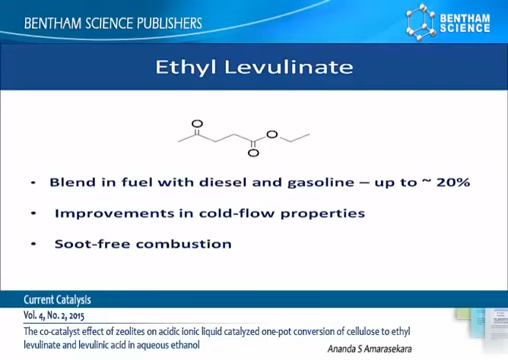 BENTHAM SCIENCE PUBLISHERS
BENTHAM
SCIENCE
Ethyl Levulinate
O
O
O
• Blend in fuel with diesel and gasoline – up to ~ 20%
• Improvements in cold-flow properties
• Soot-free combustion
Current Catalysis
Vol. 4, No. 2, 2015
The co-catalyst effect of zeolites on acidic ionic liquid catalyzed one-pot conversion of cellulose to ethyl
levulinate and levulinic acid in aqueous ethanol
Ananda S Amarasekara